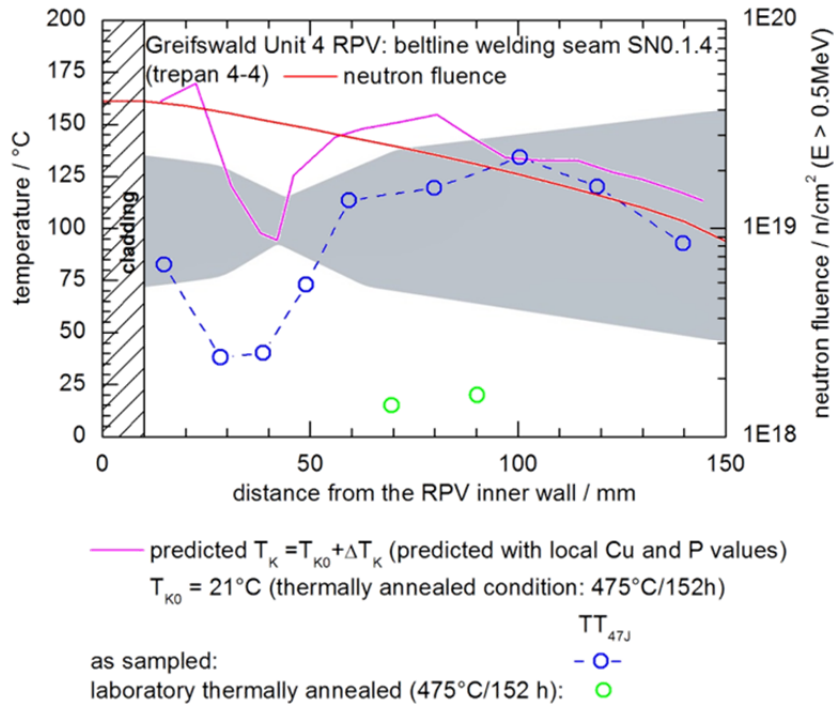 Greifswald Unit 4 RPV: beltline welding seam SN0.1.4.
(trepan 4-4) neutron fluence
200
175
150
125
100
75
50
25
0
temperature / °C
cladding
1E20
1E19
1E18
neutron fluence / n/cm² (E > 0.5MeV)
0 50 100 150
distance from the RPV inner wall / mm
predicted T_K =T_K0+ΔT_K (predicted with local Cu and P values)
T_K0 = 21°C (thermally annealed condition: 475°C/152h)
TT_47J
as sampled:
laboratory thermally annealed (475°C/152 h):